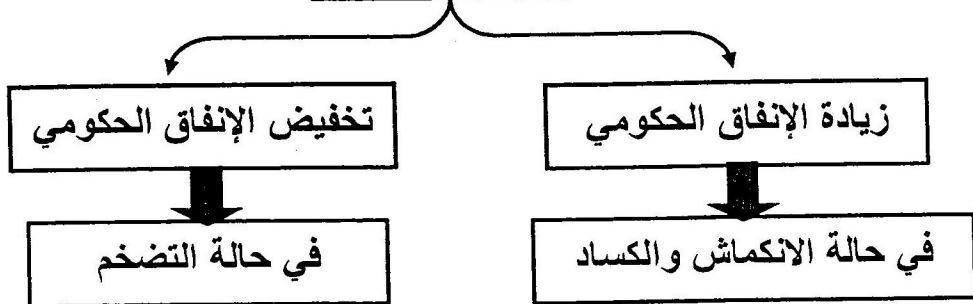 زيادة الإنفاق الحكومي
تخفيض الإنفاق الحكومي
في حالة الانكماش والكساد
في حالة التضخم